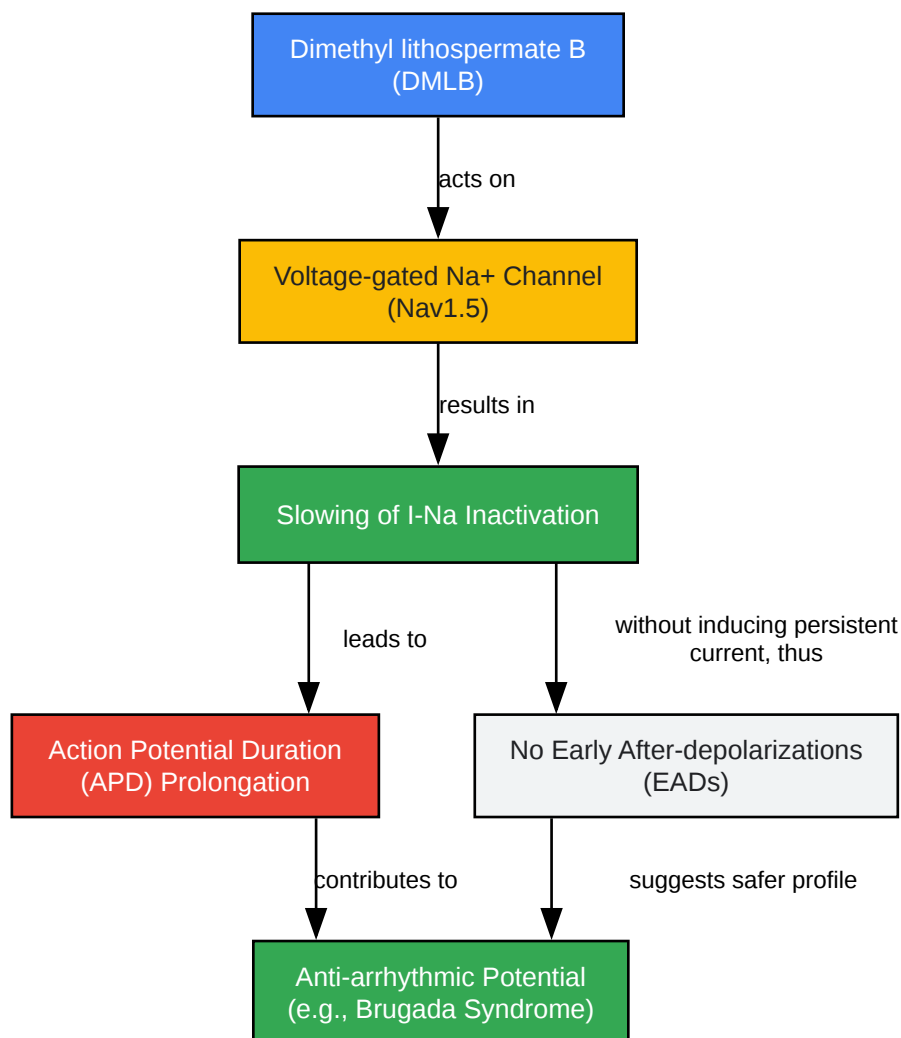 Dimethyl lithospermate B
(DMLB)
acts on
Voltage-gated Na+ Channel
(Nav1.5)
results in
Slowing of I-Na Inactivation
leads to
without inducing persistent
current, thus
Action Potential Duration
(APD) Prolongation
No Early After-depolarizations
(EADs)
contributes to
suggests safer profile
Anti-arrhythmic Potential
(e.g., Brugada Syndrome)